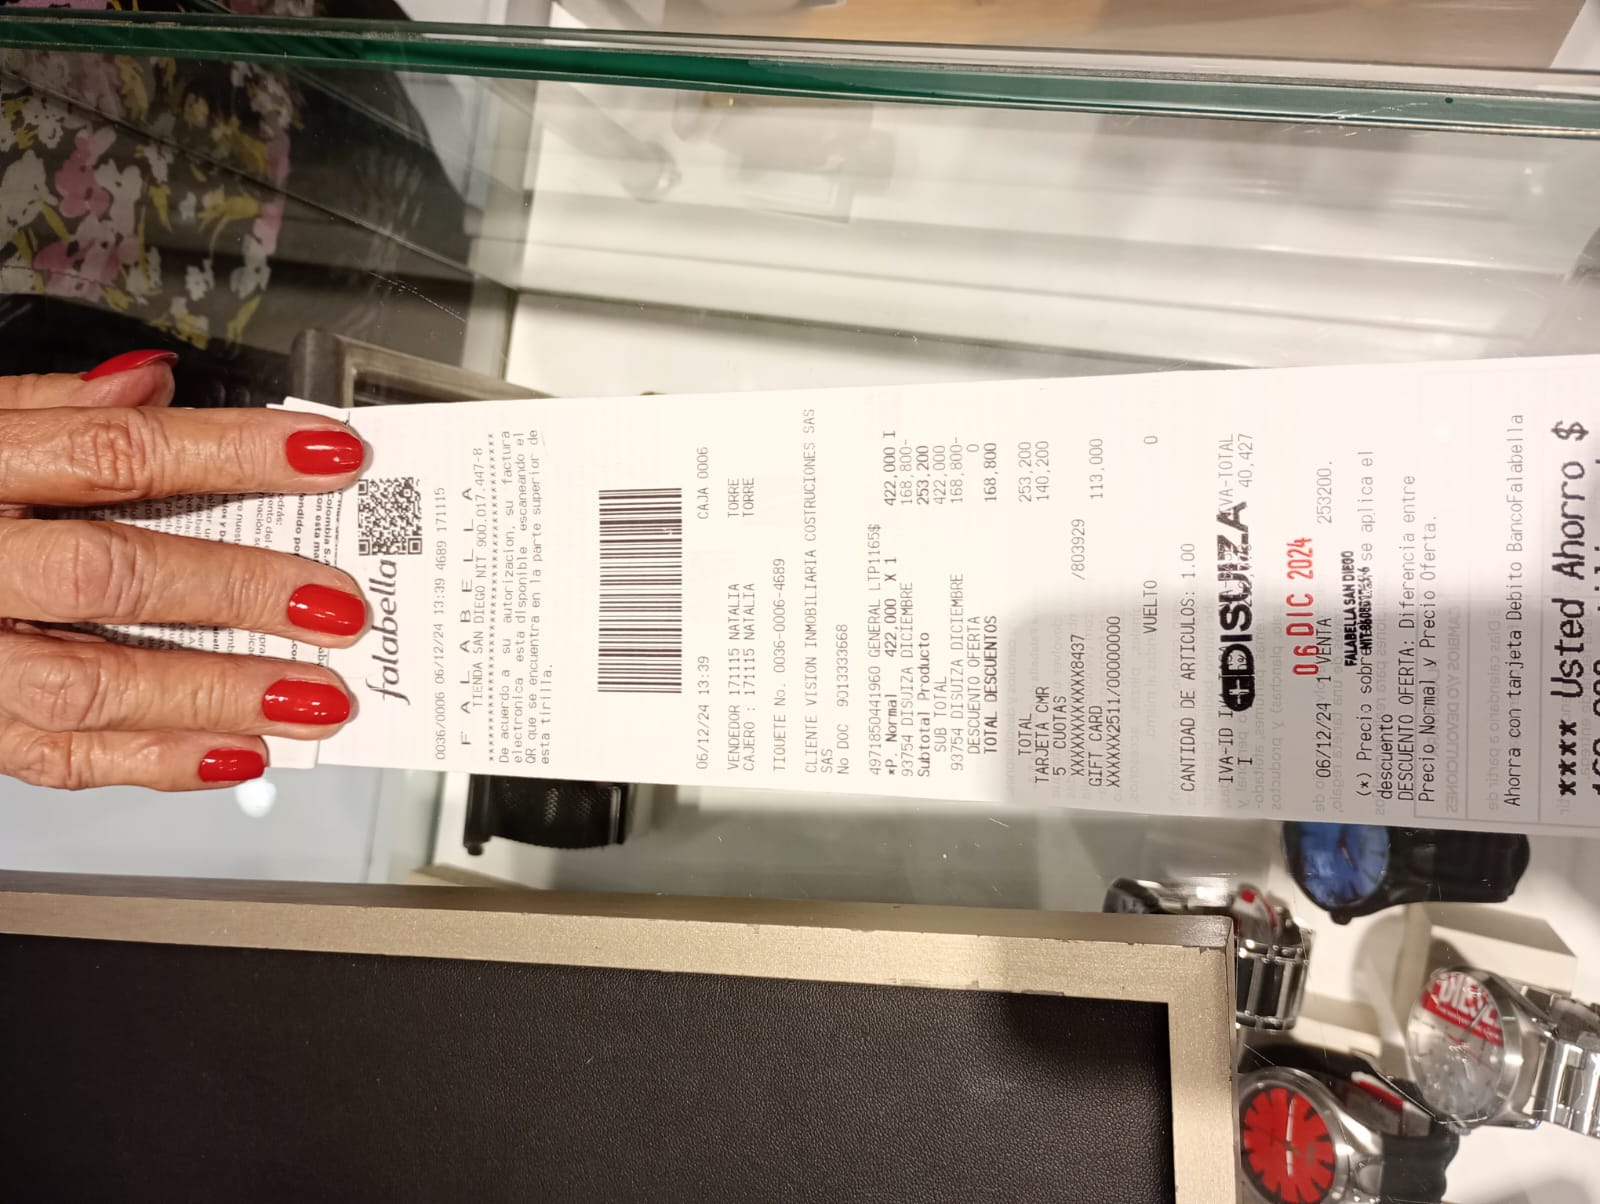 falabella
0036/0006 06/12/24 13:39 4689 17115
F A L A B E L L A
TIENDA SAN DIEGO NIT 900.017.447-8
De acuerdo a su autorizacion, su factura
electronica esta disponible escaneando el
QR que se encuentra en la parte superior de
esta tirilla.
06/12/24 13:39 CAJA 0006
VENDEDOR 171115 NATALIA TORRE
CAJERO : 171115 NATALIA TORRE
TIQUETE No. 0036-0006-4689
CLIENTE VISION INMOBILIARIA COSTRUCIONES SAS
SAS
No DOC 9013333668
4971850441960 GENERAL LTP1165$
*P. Normal 422.000 X 1 422,000 I
93754 DISUIZA DICIEMBRE 168,800-
Subtotal Producto 253,200
SUB TOTAL 422,000
93754 DISUIZA DICIEMBRE 168.800-
DESCUENTO OFERTA 0
TOTAL DESCUENTOS 168,800
TOTAL 253,200
TARJETA CMR 140,200
5 CUOTAS
XXXXXXXXXXXX8437 /803929
GIFT CARD 113,000
XXXXXX2511/0000000000
VUELTO 0
CANTIDAD DE ARTICULOS: 1.00
IVA-ID IVA-TOTAL
I 40,427
DISUIZA
06 DIC 2024
06/12/24 1 VENTA 253200.
FALABELLA SAN DIEGO
(*) Precio sobre se aplica el
descuento
DESCUENTO OFERTA: Diferencia entre
Precio Normal y Precio Oferta.
CAMBIOS Y/O DEVOLUCIONES
Ahorra con tarjeta Debito BancoFalabella
***** Usted Ahorro $